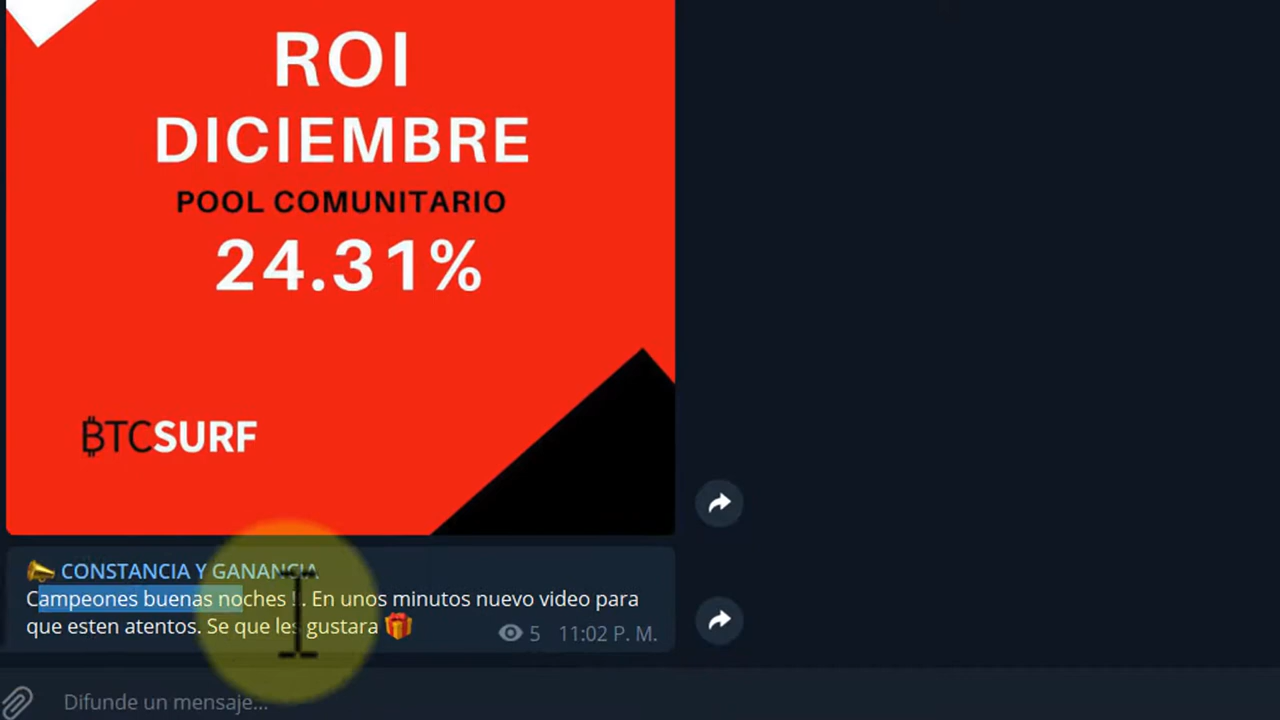 ROI
DICIEMBRE
POOL COMUNITARIO
24.31%
₿TCSURF
CONSTANCIA Y GANANCIA
Campeones buenas noches !!. En unos minutos nuevo video para
que esten atentos. Se que les gustara 🎁
5 11:02 P. M.
Difunde un mensaje...